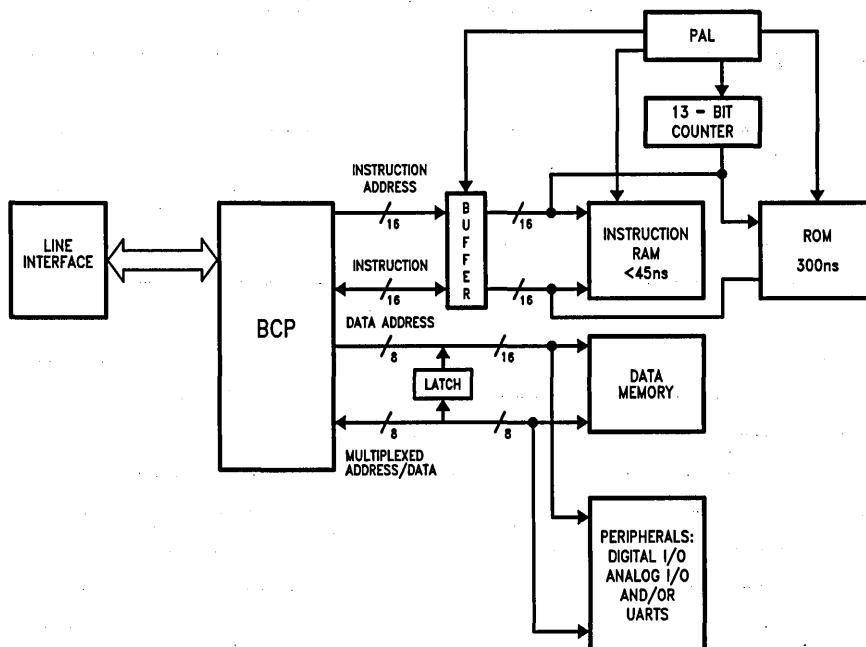 PAL
13 - BIT
COUNTER
INSTRUCTION
ADDRESS
16
BUFFER
16
INSTRUCTION
RAM
<45ns
ROM
300ns
LINE
INTERFACE
BCP
INSTRUCTION
16
16
DATA ADDRESS
8
16
LATCH
DATA
MEMORY
8
8
MULTIPLEXED
ADDRESS/DATA
PERIPHERALS:
DIGITAL I/O
ANALOG I/O
AND/OR
UARTS